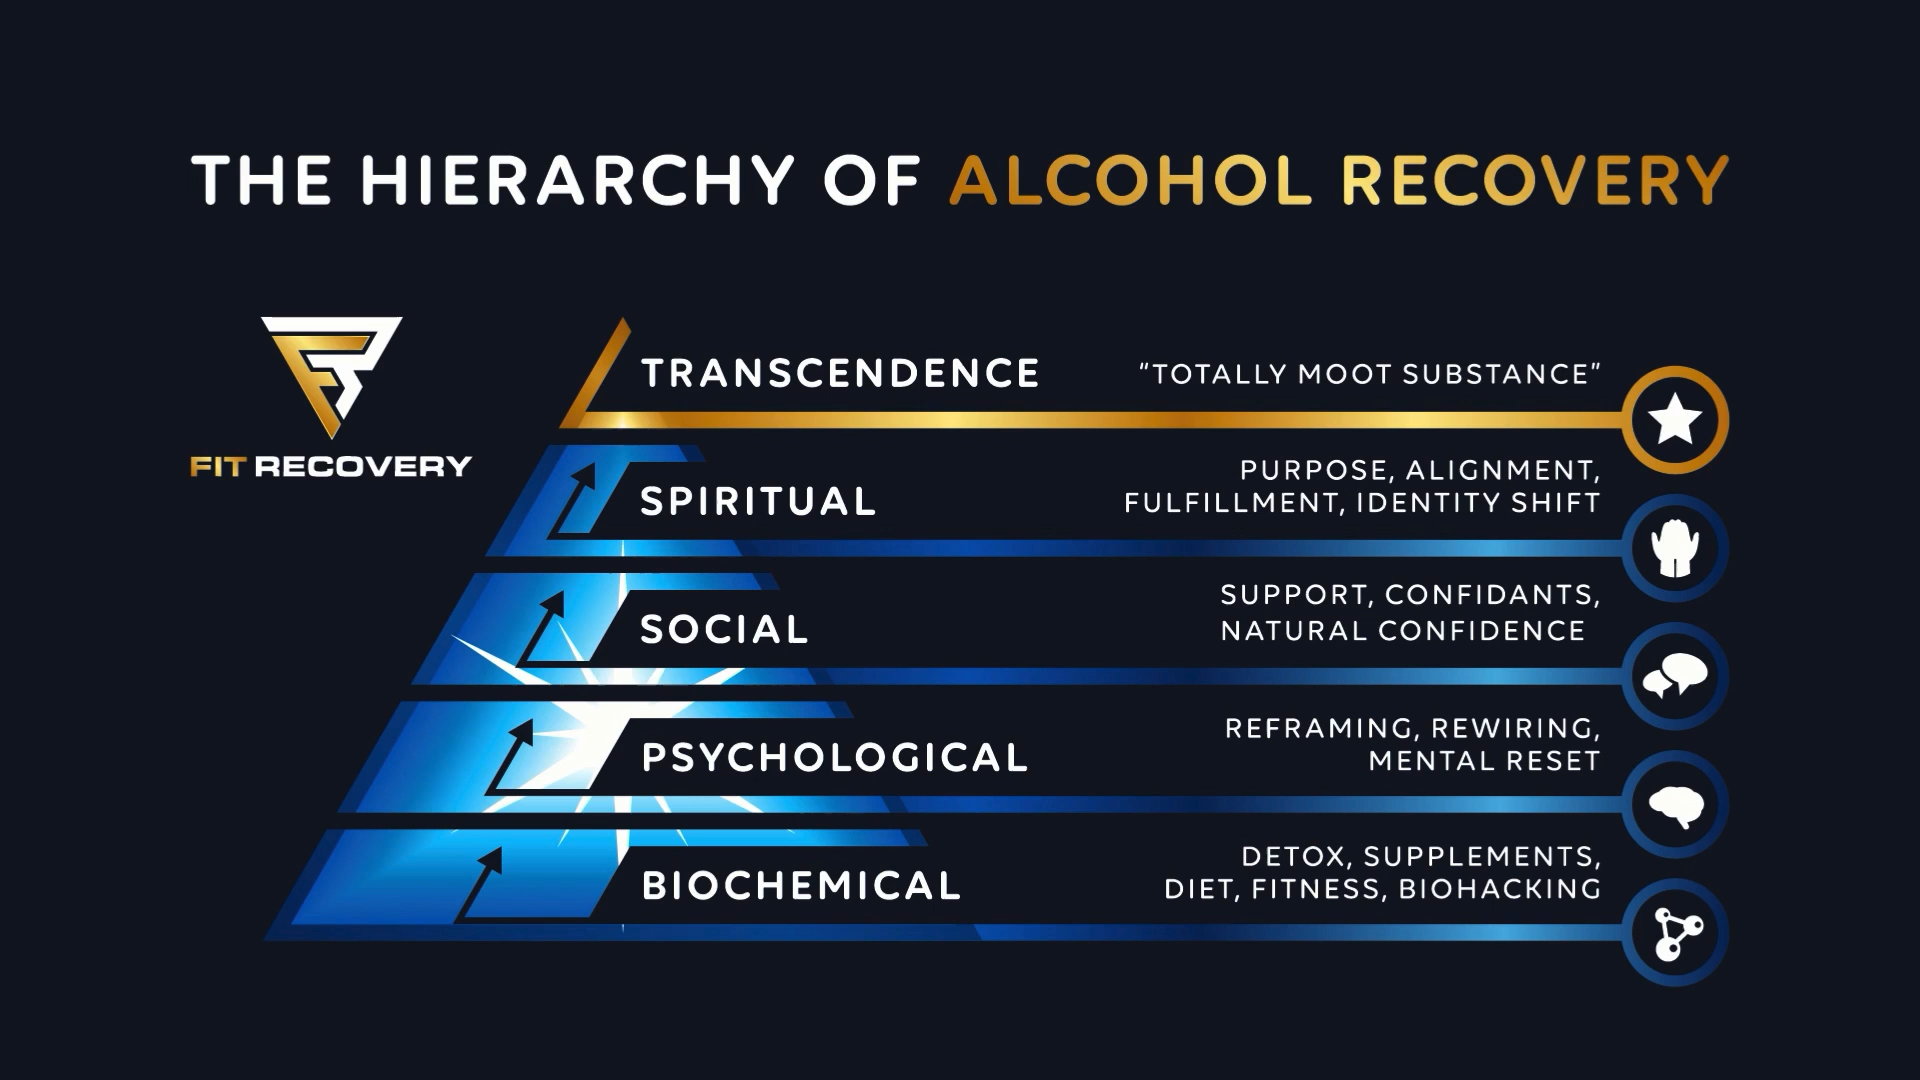 THE HIERARCHY OF ALCOHOL RECOVERY
FIT RECOVERY
TRANSCENDENCE
"TOTALLY MOOT SUBSTANCE"
SPIRITUAL
PURPOSE, ALIGNMENT,
FULFILLMENT, IDENTITY SHIFT
SOCIAL
SUPPORT, CONFIDANTS,
NATURAL CONFIDENCE
PSYCHOLOGICAL
REFRAMING, REWIRING,
MENTAL RESET
BIOCHEMICAL
DETOX, SUPPLEMENTS,
DIET, FITNESS, BIOHACKING